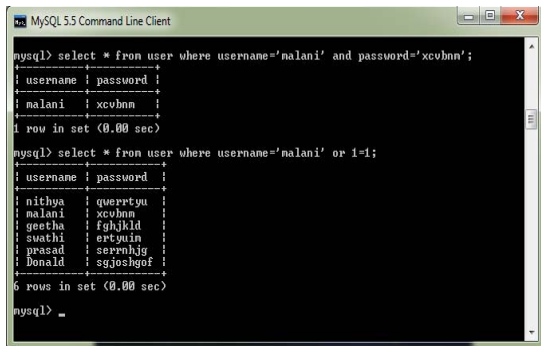 MySQL 5.5 Command Line Client
mysql> select * from user where username='malani' and password='xcvbnm';
+----------+----------+
| username | password |
+----------+----------+
| malani   | xcvbnm   |
+----------+----------+
1 row in set (0.00 sec)
mysql> select * from user where username='malani' or 1=1;
+----------+-----------+
| username | password  |
+----------+-----------+
| nithya   | qwerrtyu  |
| malani   | xcvbnm    |
| geetha   | fghjkld   |
| swathi   | ertyuim   |
| prasad   | serrnhjg  |
| Donald   | sgjoshgof |
+----------+-----------+
6 rows in set (0.00 sec)
mysql> _